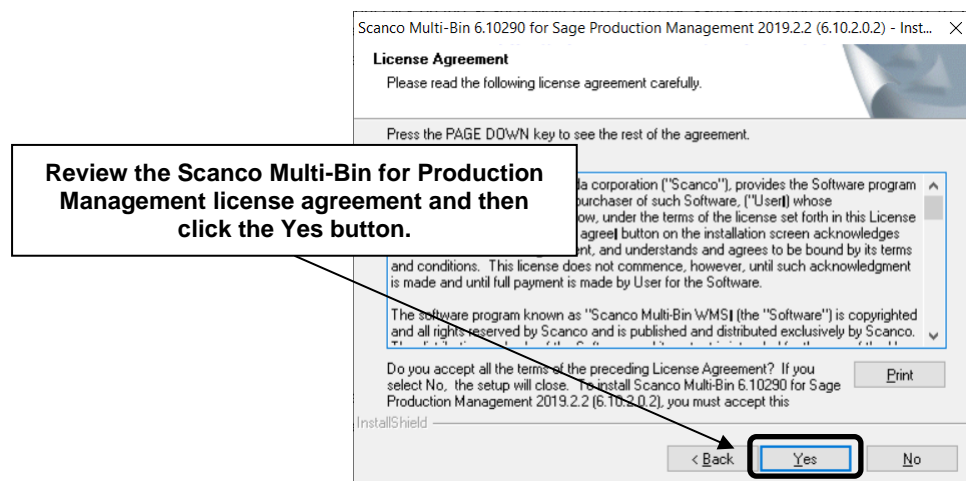 Scanco Multi-Bin 6.10290 for Sage Production Management 2019.2.2 (6.10.2.0.2) - Inst...
License Agreement
Please read the following license agreement carefully.
Press the PAGE DOWN key to see the rest of the agreement.
Review the Scanco Multi-Bin for Production
Management license agreement and then
click the Yes button.
corporation ("Scanco"), provides the Software program
of such Software, ("User‖) whose
under the terms of the license set forth in this License
agree‖ button on the installation screen acknowledges
and understands and agrees to be bound by its terms
and conditions. This license does not commence, however, until such acknowledgment
is made and until full payment is made by User for the Software.
The software program known as "Scanco Multi-Bin WMS‖ (the "Software") is copyrighted
and all rights reserved by Scanco and is published and distributed exclusively by Scanco.
Do you accept all the terms of the preceding License Agreement? If you
select No, the setup will close. To install Scanco Multi-Bin 6.10290 for Sage
Production Management 2019.2.2 (6.10.2.0.2), you must accept this
Print
InstallShield
< Back
Yes
No